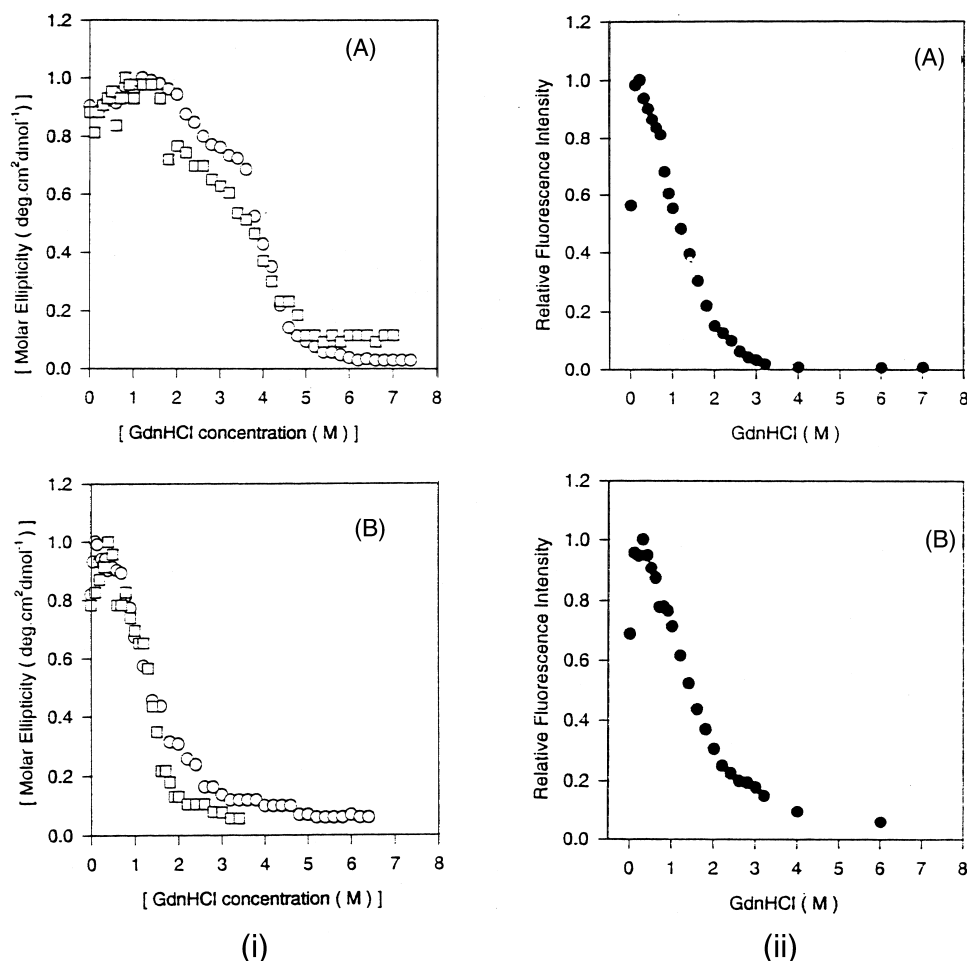 (A)
[ Molar Ellipticity ( deg.cm²dmol⁻¹) ]
1.2
1.0
0.8
0.6
0.4
0.2
0.0
0 1 2 3 4 5 6 7 8
[ GdnHCl concentration ( M ) ]
(A)
Relative Fluorescence Intensity
1.2
1.0
0.8
0.6
0.4
0.2
0.0
0 1 2 3 4 5 6 7 8
GdnHCl ( M )
(B)
[ Molar Ellipticity ( deg.cm²dmol⁻¹) ]
1.2
1.0
0.8
0.6
0.4
0.2
0.0
0 1 2 3 4 5 6 7 8
[ GdnHCl concentration ( M ) ]
(B)
Relative Fluorescence Intensity
1.2
1.0
0.8
0.6
0.4
0.2
0.0
0 1 2 3 4 5 6 7 8
GdnHCl ( M )
(i)
(ii)